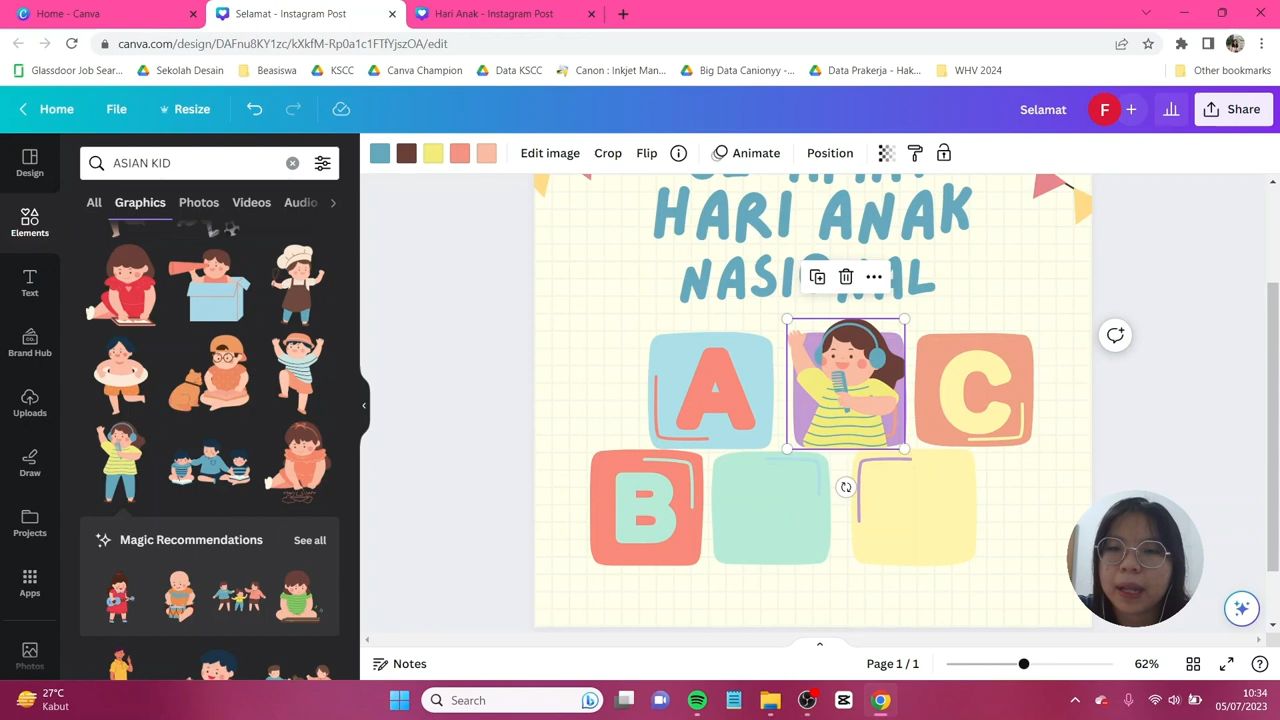 Home - Canva
Selamat - Instagram Post
Hari Anak - Instagram Post
canva.com/design/DAFnu8KY1zc/kXkfM-Rp0a1c1FTfYjszOA/edit
Glassdoor Job Sear...
Sekolah Desain
Beasiswa
KSCC
Canva Champion
Data KSCC
Canon : Inkjet Man...
Big Data Canionyy -...
Data Prakerja - Hak...
WHV 2024
Other bookmarks
Home
File
Resize
Selamat
F
Share
Design
Elements
Text
Brand Hub
Uploads
Draw
Projects
Apps
Photos
ASIAN KID
All
Graphics
Photos
Videos
Audio
Magic Recommendations
See all
Edit image
Crop
Flip
Animate
Position
HARI ANAK
A
C
B
Notes
Page 1 / 1
62%
27°C
Kabut
Search
10:34
05/07/2023